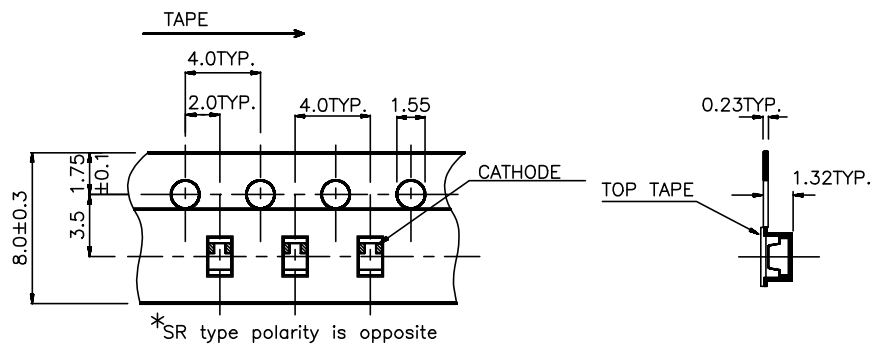 TAPE
4.0TYP.
2.0TYP.
4.0TYP.
1.55
0.23TYP.
8.0±0.3
1.75
±0.1
3.5
CATHODE
TOP TAPE
1.32TYP.
*SR type polarity is opposite